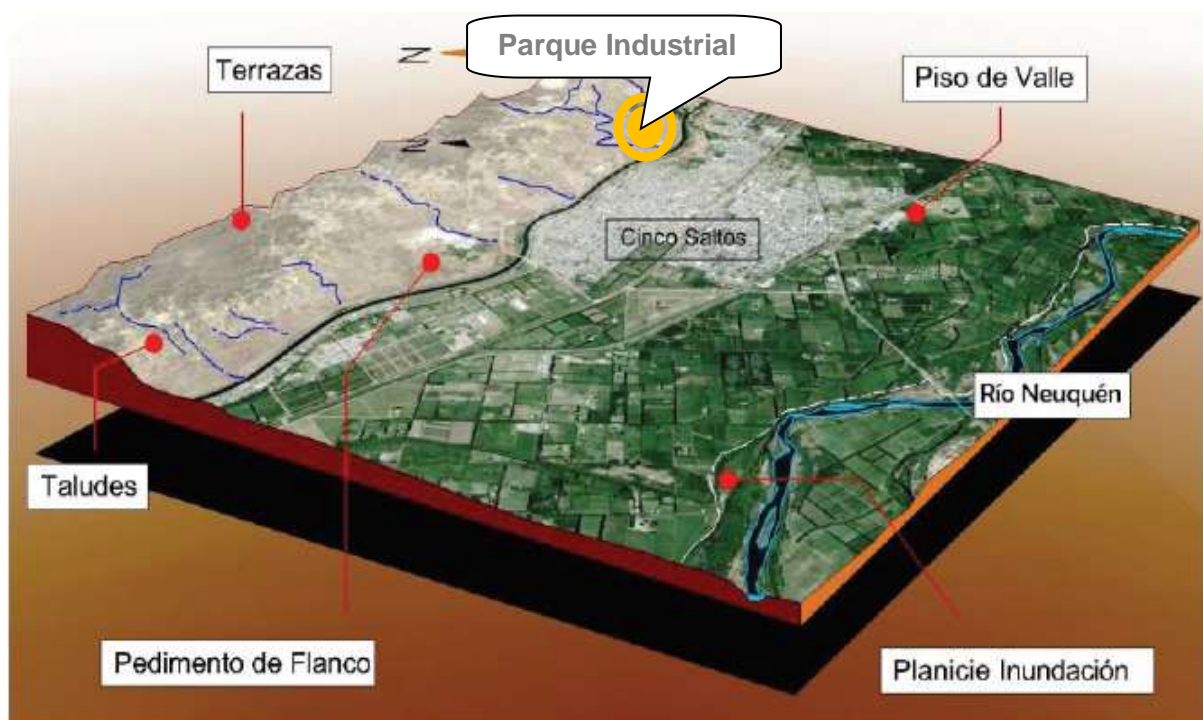 Parque Industrial
Terrazas
N
Piso de Valle
N
Cinco Saltos
Río Neuquén
Taludes
Pedimento de Flanco
Planicie Inundación